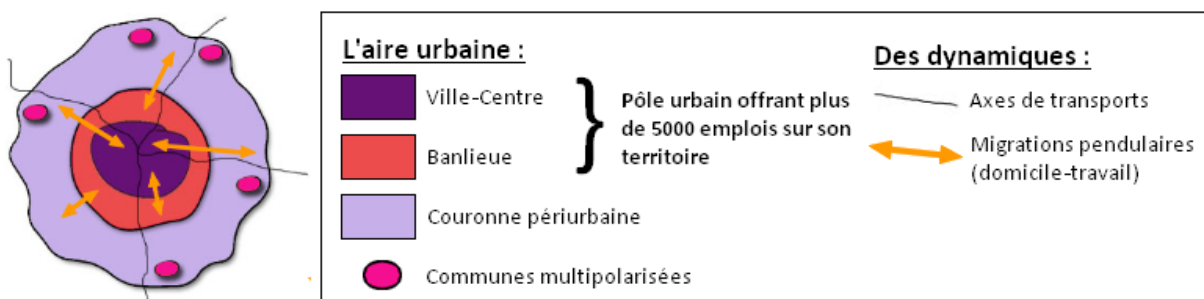 L'aire urbaine :
Ville-Centre
Banlieue
Pôle urbain offrant plus
de 5000 emplois sur son
territoire
Couronne périurbaine
Communes multipolarisées
Des dynamiques :
Axes de transports
Migrations pendulaires
(domicile-travail)